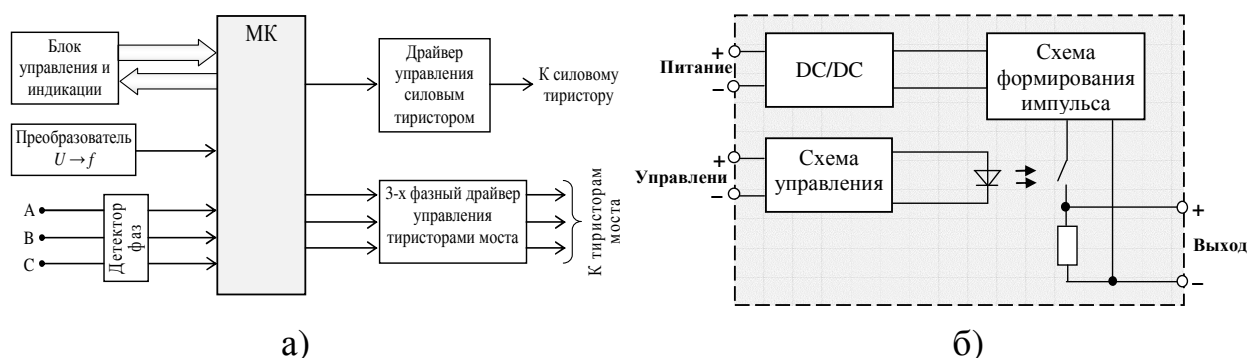 МК
Блок
управления и
индикации
Преобразователь
U → f
А
В
С
Детектор
фаз
Драйвер
управления
силовым
тиристором
К силовому
тиристору
3-х фазный драйвер
управления
тиристорами моста
К тиристорам
моста
а)
+
Питание
−
DC/DC
Схема
формирования
импульса
+
Управлени
−
Схема
управления
+
Выход
−
б)